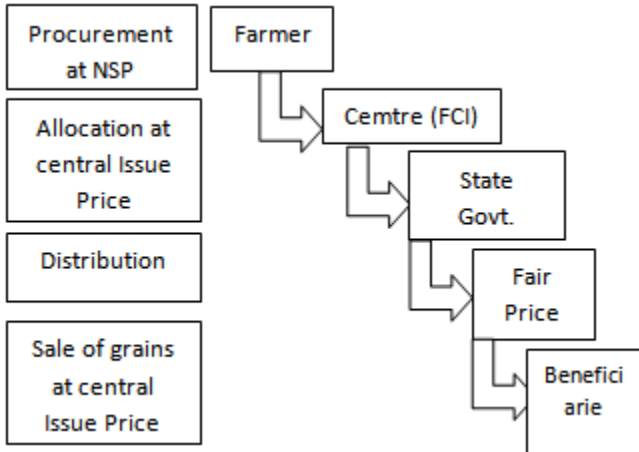 Procurement
at NSP
Farmer
Allocation at
central Issue
Price
Cemtre (FCI)
State
Govt.
Distribution
Fair
Price
Sale of grains
at central
Issue Price
Benefici
arie